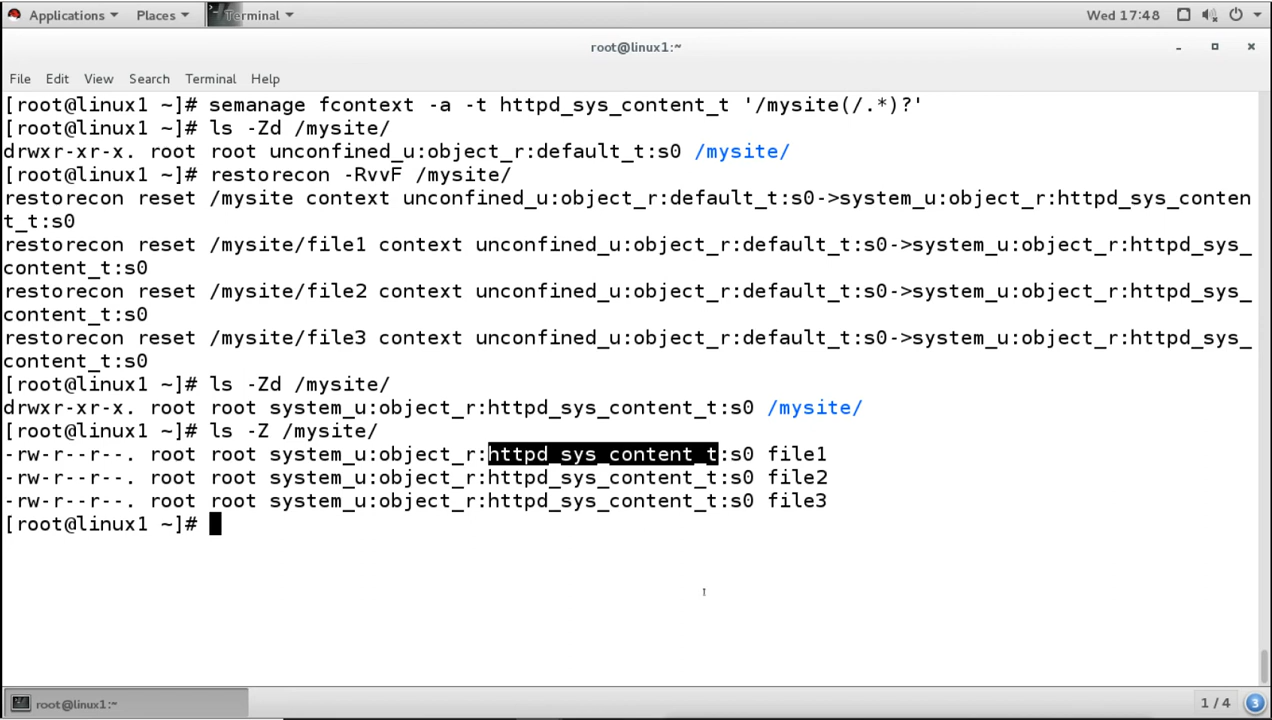 Applications Places Terminal Wed 17:48
root@linux1:~
File Edit View Search Terminal Help
[root@linux1 ~]# semanage fcontext -a -t httpd_sys_content_t '/mysite(/.*)?'
[root@linux1 ~]# ls -Zd /mysite/
drwxr-xr-x. root root unconfined_u:object_r:default_t:s0 /mysite/
[root@linux1 ~]# restorecon -RvvF /mysite/
restorecon reset /mysite context unconfined_u:object_r:default_t:s0->system_u:object_r:httpd_sys_conten
t_t:s0
restorecon reset /mysite/file1 context unconfined_u:object_r:default_t:s0->system_u:object_r:httpd_sys_
content_t:s0
restorecon reset /mysite/file2 context unconfined_u:object_r:default_t:s0->system_u:object_r:httpd_sys_
content_t:s0
restorecon reset /mysite/file3 context unconfined_u:object_r:default_t:s0->system_u:object_r:httpd_sys_
content_t:s0
[root@linux1 ~]# ls -Zd /mysite/
drwxr-xr-x. root root system_u:object_r:httpd_sys_content_t:s0 /mysite/
[root@linux1 ~]# ls -Z /mysite/
-rw-r--r--. root root system_u:object_r:httpd_sys_content_t:s0 file1
-rw-r--r--. root root system_u:object_r:httpd_sys_content_t:s0 file2
-rw-r--r--. root root system_u:object_r:httpd_sys_content_t:s0 file3
[root@linux1 ~]#
root@linux1:~ 1 / 4 3